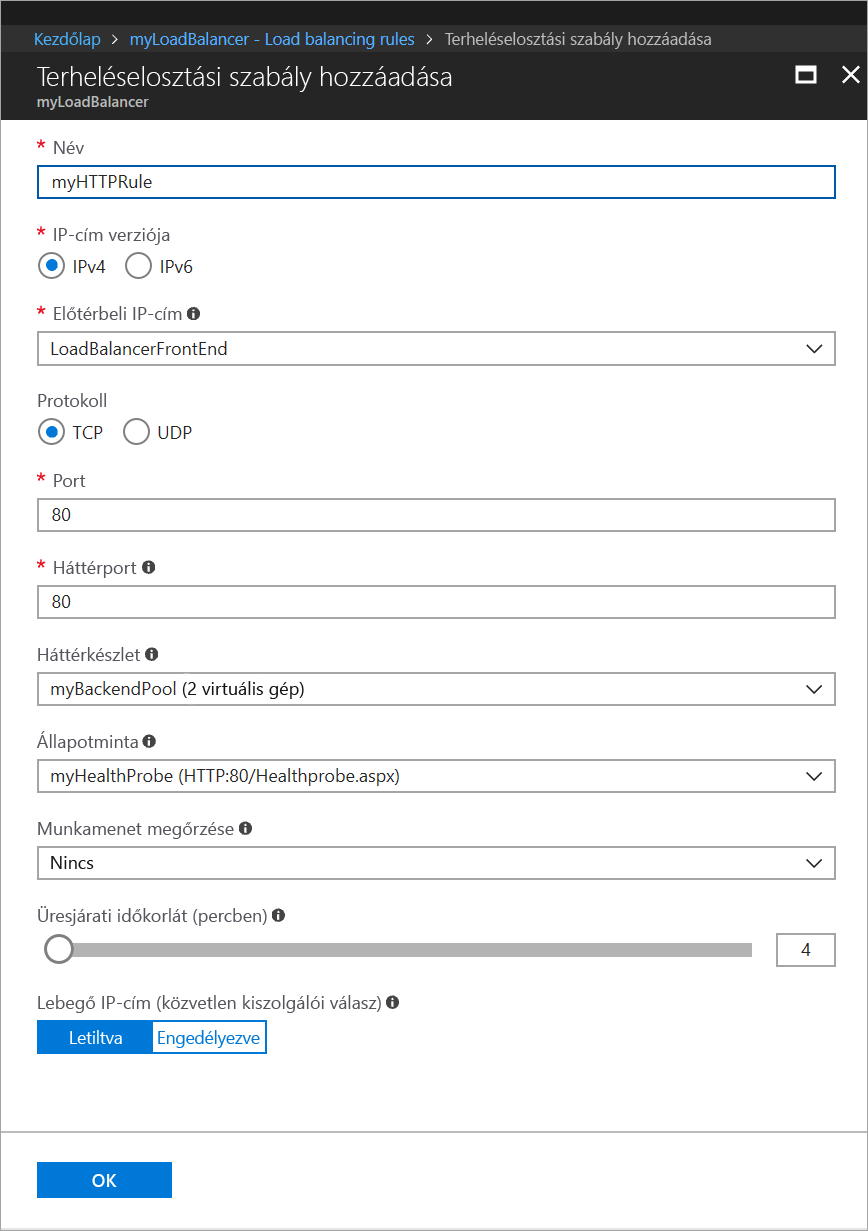 Kezdőlap > myLoadBalancer - Load balancing rules > Terheléselosztási szabály hozzáadása
Terheléselosztási szabály hozzáadása
myLoadBalancer
* Név
myHTTPRule
* IP-cím verziója
IPv4 IPv6
* Előtérbeli IP-cím
LoadBalancerFrontEnd
Protokoll
TCP UDP
* Port
80
* Háttérport
80
Háttérkészlet
myBackendPool (2 virtuális gép)
Állapotminta
myHealthProbe (HTTP:80/Healthprobe.aspx)
Munkamenet megőrzése
Nincs
Üresjárati időkorlát (percben)
4
Lebegő IP-cím (közvetlen kiszolgálói válasz)
Letiltva Engedélyezve
OK